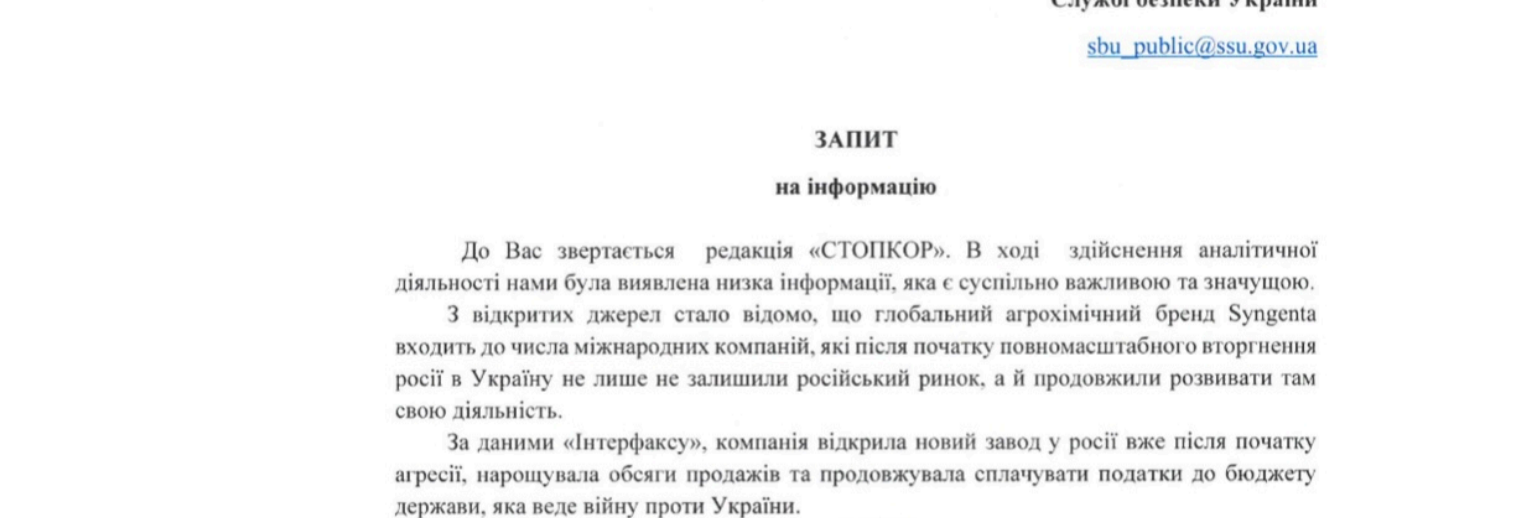 Служби безпеки України
sbu_public@ssu.gov.ua
ЗАПИТ
на інформацію
До Вас звертається редакція «СТОПКОР». В ході здійснення аналітичної
діяльності нами була виявлена низка інформації, яка є суспільно важливою та значущою.
З відкритих джерел стало відомо, що глобальний агрохімічний бренд Syngenta
входить до числа міжнародних компаній, які після початку повномасштабного вторгнення
росії в Україну не лише не залишили російський ринок, а й продовжили розвивати там
свою діяльність.
За даними «Інтерфаксу», компанія відкрила новий завод у росії вже після початку
агресії, нарощувала обсяги продажів та продовжувала сплачувати податки до бюджету
держави, яка веде війну проти України.